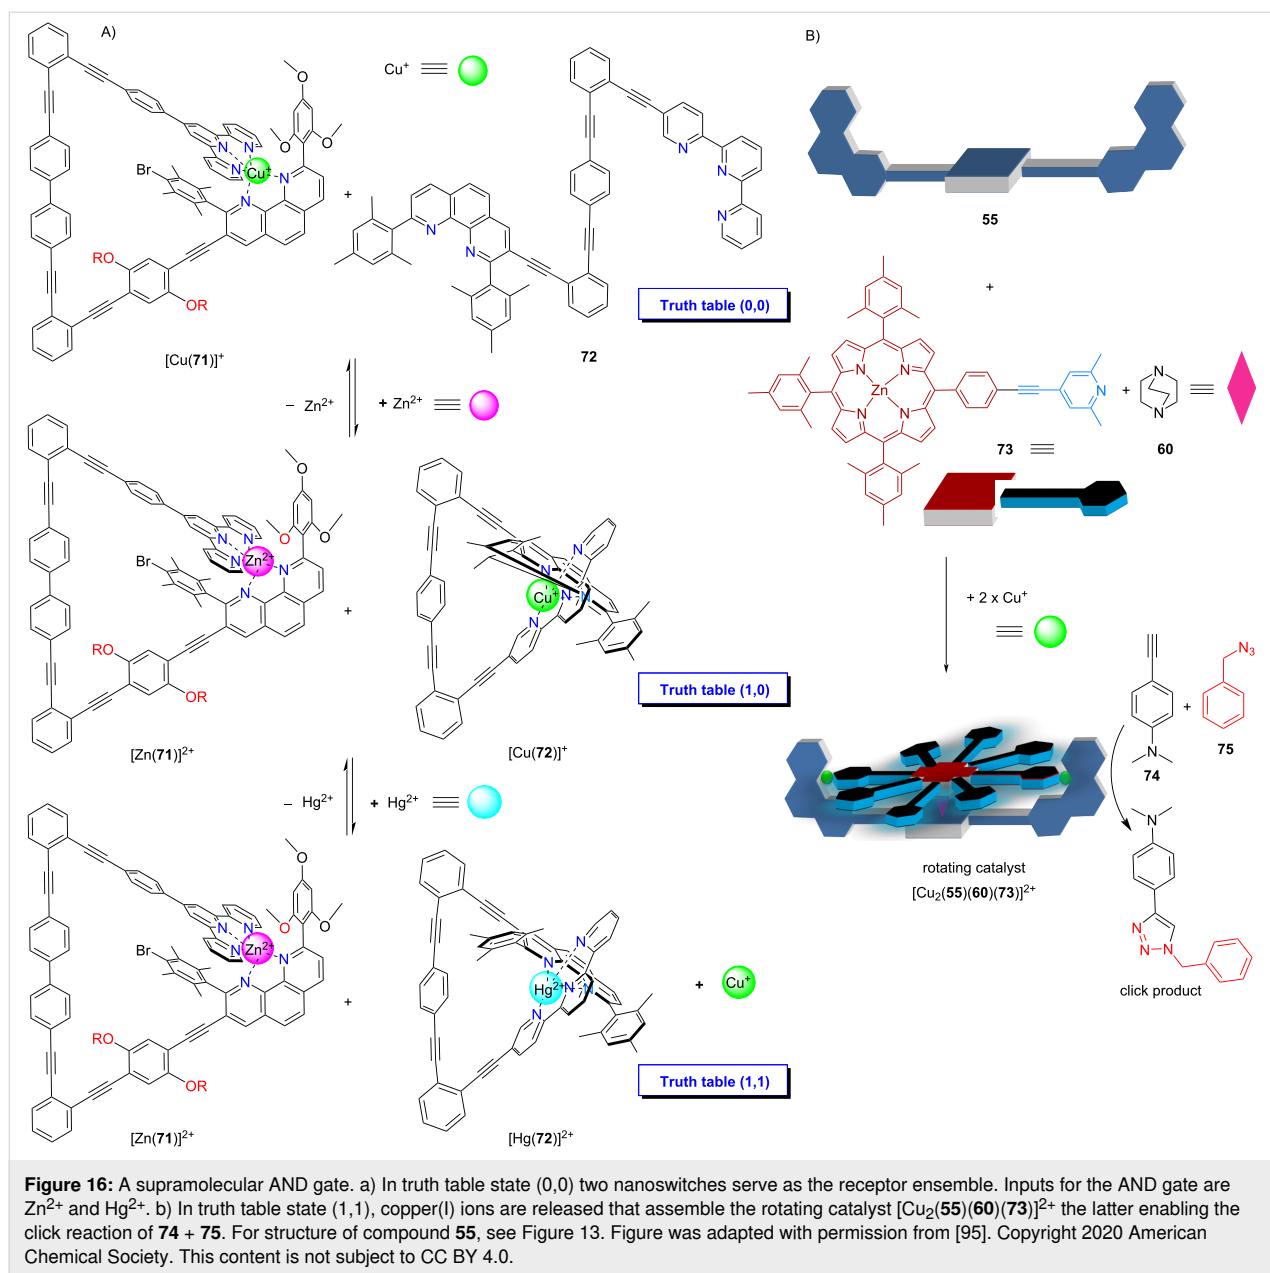 A)
B)
Cu⁺
O
O
O
N
N
N
Cu⁺
N
N
Br
RO
OR
+
N
N
N
N
N
[Cu(71)]⁺
72
Truth table (0,0)
55
+
– Zn²⁺
+ Zn²⁺
N
N
N
N
Zn
N
+
N
N
73
60
O
O
O
N
N
N
Zn²⁺
N
N
Br
RO
OR
+
N
N
Cu⁺
N
N
N
[Zn(71)]²⁺
[Cu(72)]⁺
Truth table (1,0)
+ 2 x Cu⁺
N₃
+
N
74
75
– Hg²⁺
+ Hg²⁺
O
O
O
N
N
N
Zn²⁺
N
N
Br
RO
OR
+
N
N
Hg²⁺
N
N
N
+
Cu⁺
[Zn(71)]²⁺
[Hg(72)]²⁺
Truth table (1,1)
rotating catalyst
[Cu₂(55)(60)(73)]²⁺
N
N
N
N
click product
Figure 16: A supramolecular AND gate. a) In truth table state (0,0) two nanoswitches serve as the receptor ensemble. Inputs for the AND gate are
Zn²⁺ and Hg²⁺. b) In truth table state (1,1), copper(I) ions are released that assemble the rotating catalyst [Cu₂(55)(60)(73)]²⁺ the latter enabling the
click reaction of 74 + 75. For structure of compound 55, see Figure 13. Figure was adapted with permission from [95]. Copyright 2020 American
Chemical Society. This content is not subject to CC BY 4.0.